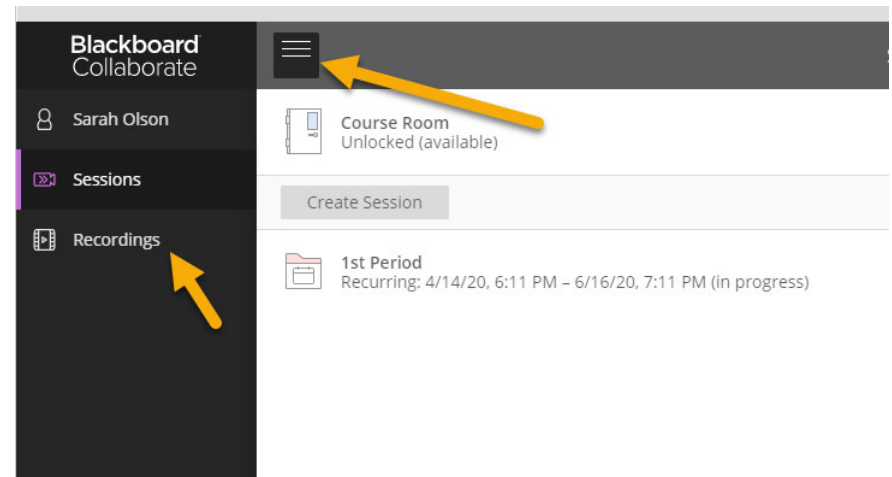 Blackboard
Collaborate
Sarah Olson
Sessions
Recordings
Course Room
Unlocked (available)
Create Session
1st Period
Recurring: 4/14/20, 6:11 PM – 6/16/20, 7:11 PM (in progress)